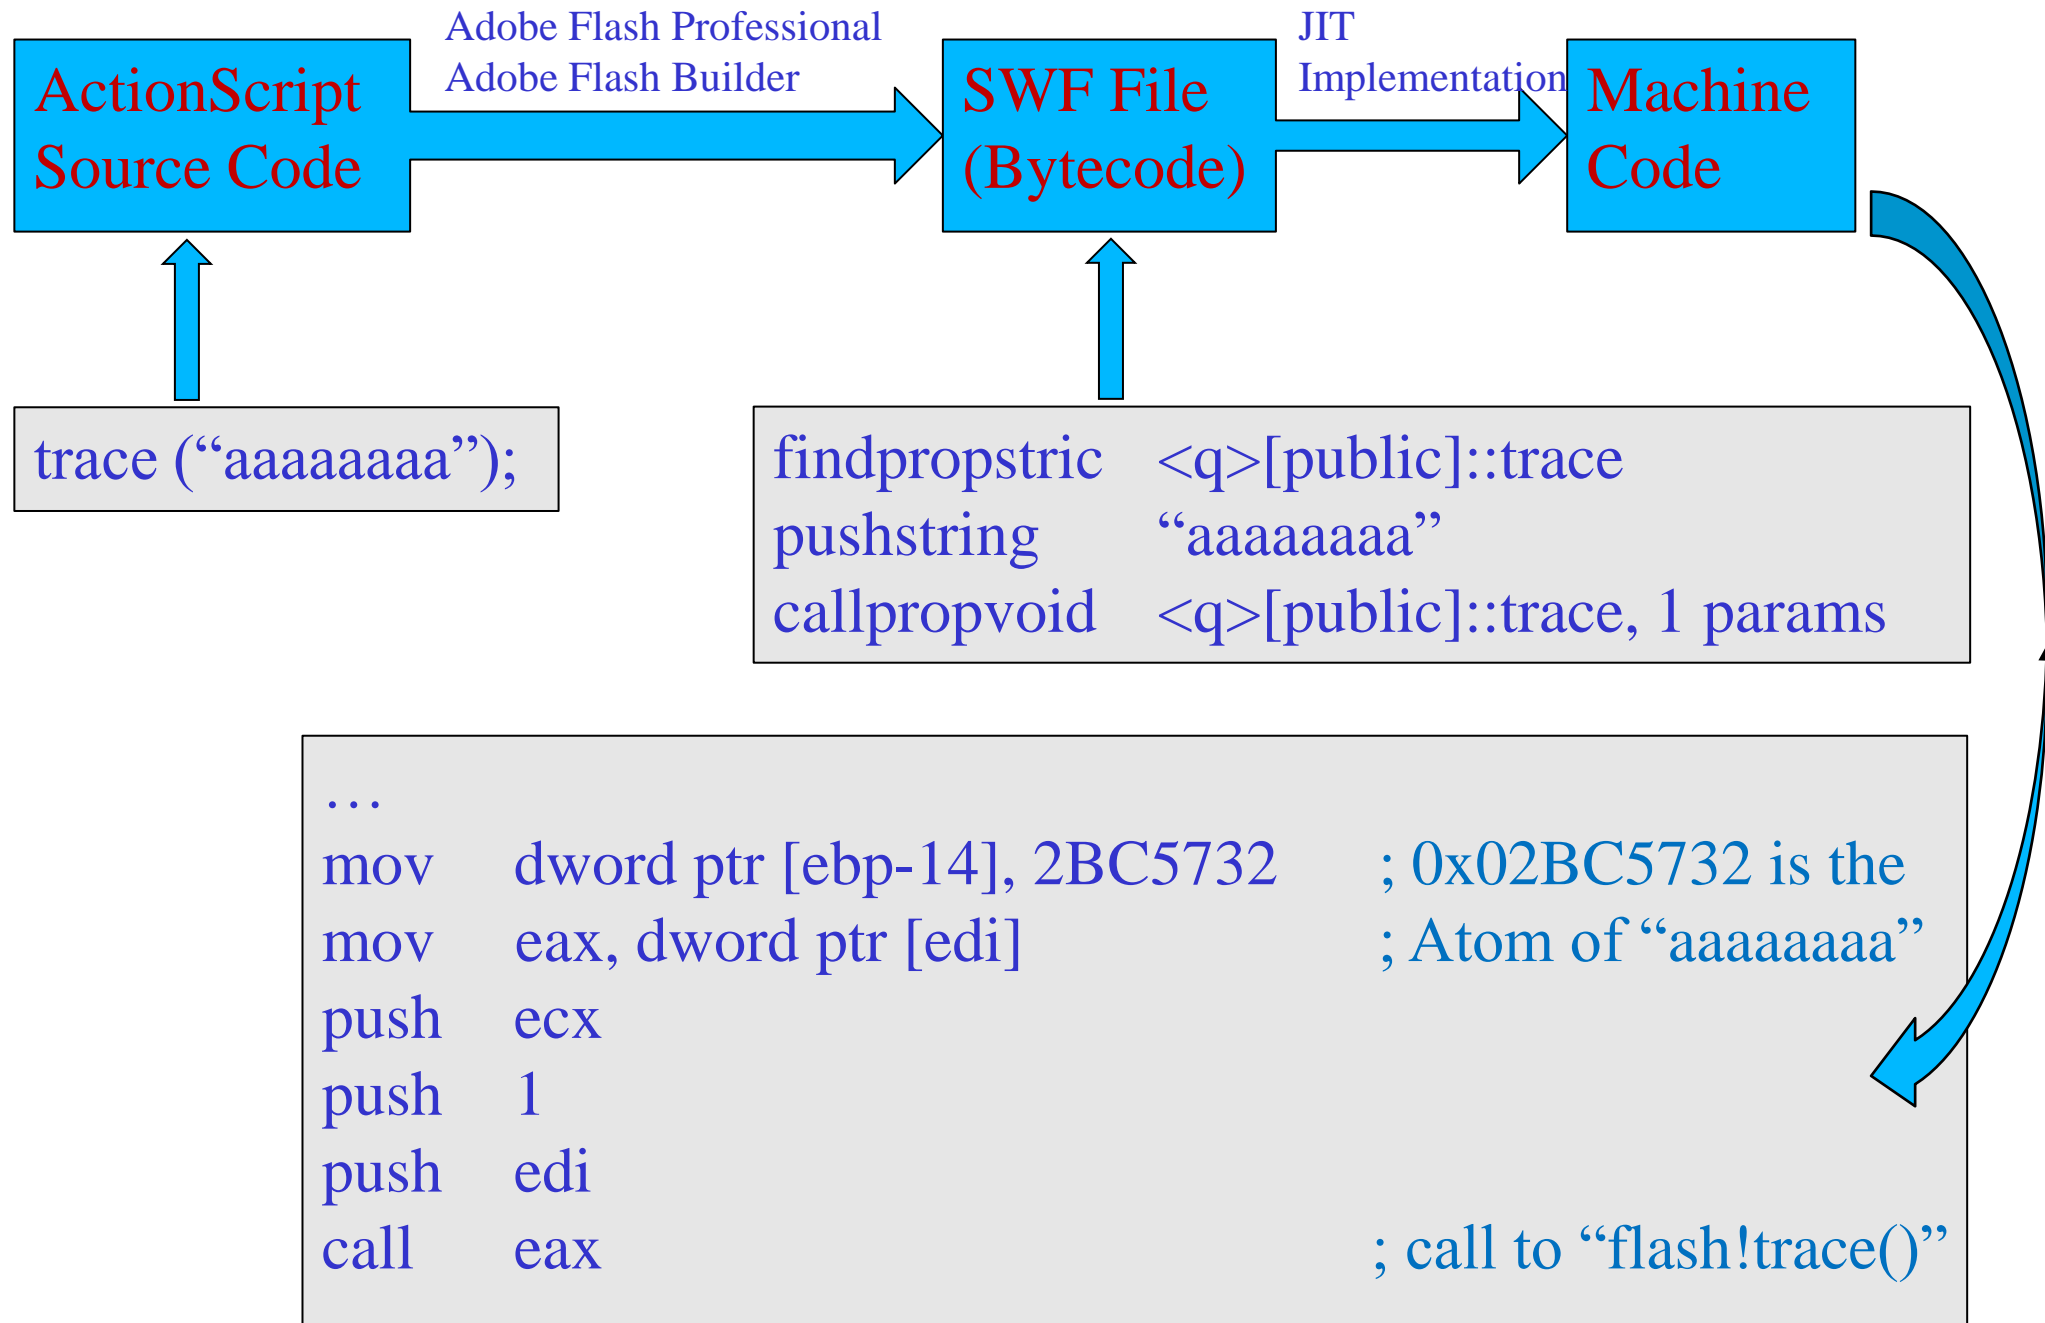 Adobe Flash Professional
Adobe Flash Builder
JIT
Implementation
ActionScript
Source Code
SWF File
(Bytecode)
Machine
Code
trace (“aaaaaaaa”);
findpropstric <q>[public]::trace
pushstring “aaaaaaaa”
callpropvoid <q>[public]::trace, 1 params
…
mov dword ptr [ebp-14], 2BC5732 ; 0x02BC5732 is the
mov eax, dword ptr [edi] ; Atom of “aaaaaaaa”
push ecx
push 1
push edi
call eax ; call to “flash!trace()”